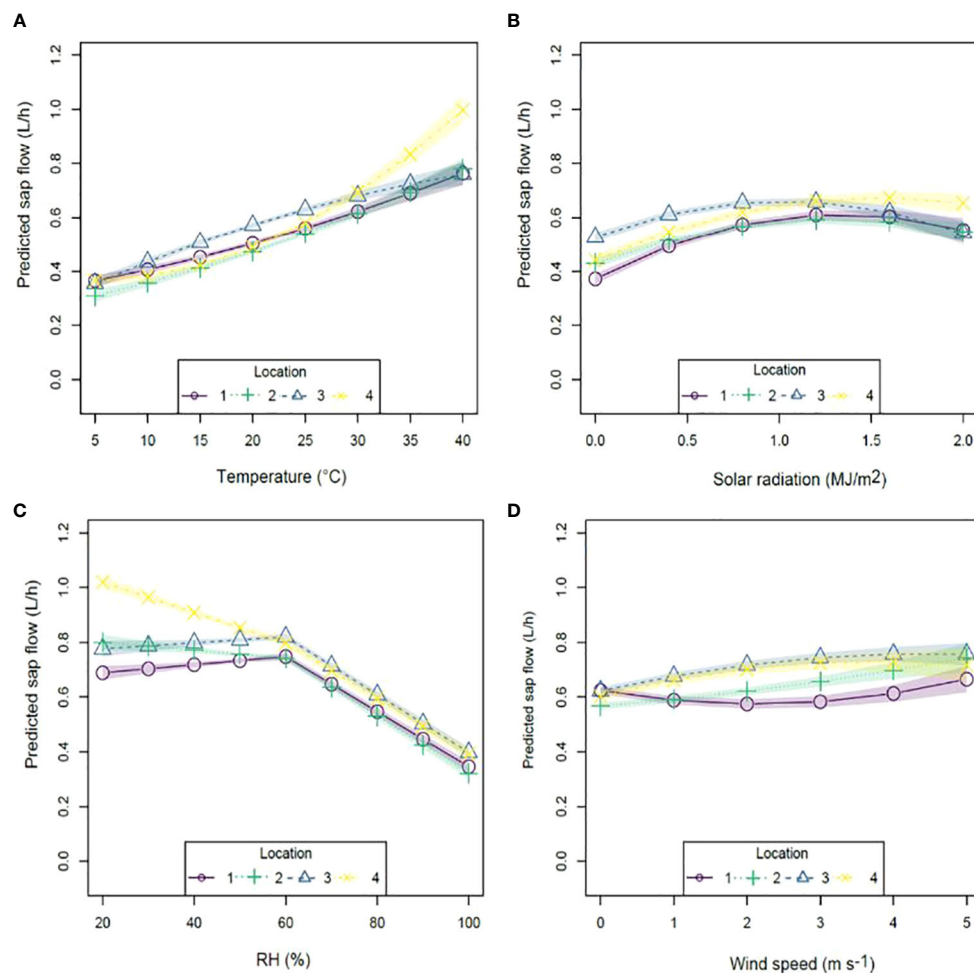 A
Predicted sap flow (L/h)
1.2
1.0
0.8
0.6
0.4
0.2
0.0
Location
1 2 3 4
5 10 15 20 25 30 35 40
Temperature (°C)
B
Predicted sap flow (L/h)
1.2
1.0
0.8
0.6
0.4
0.2
0.0
Location
1 2 3 4
0.0 0.5 1.0 1.5 2.0
Solar radiation (MJ/m2)
C
Predicted sap flow (L/h)
1.2
1.0
0.8
0.6
0.4
0.2
0.0
Location
1 2 3 4
20 40 60 80 100
RH (%)
D
Predicted sap flow (L/h)
1.2
1.0
0.8
0.6
0.4
0.2
0.0
Location
1 2 3 4
0 1 2 3 4 5
Wind speed (m s-1)